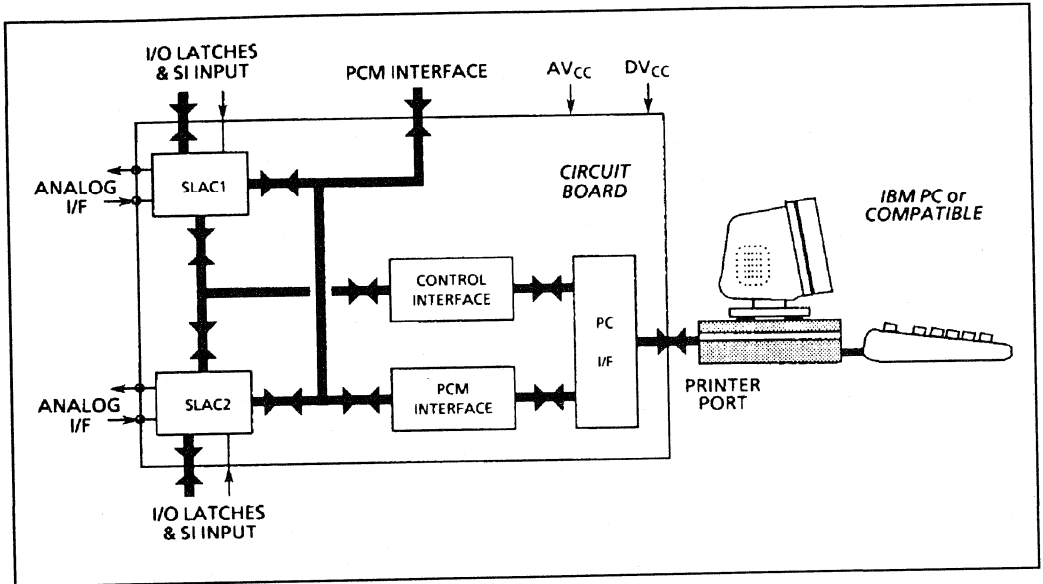 I/O LATCHES
& SI INPUT
PCM INTERFACE
AVCC
DVCC
CIRCUIT
BOARD
IBM PC or
COMPATIBLE
ANALOG
I/F
SLAC1
CONTROL
INTERFACE
PC
I/F
PRINTER
PORT
ANALOG
I/F
SLAC2
PCM
INTERFACE
I/O LATCHES
& SI INPUT